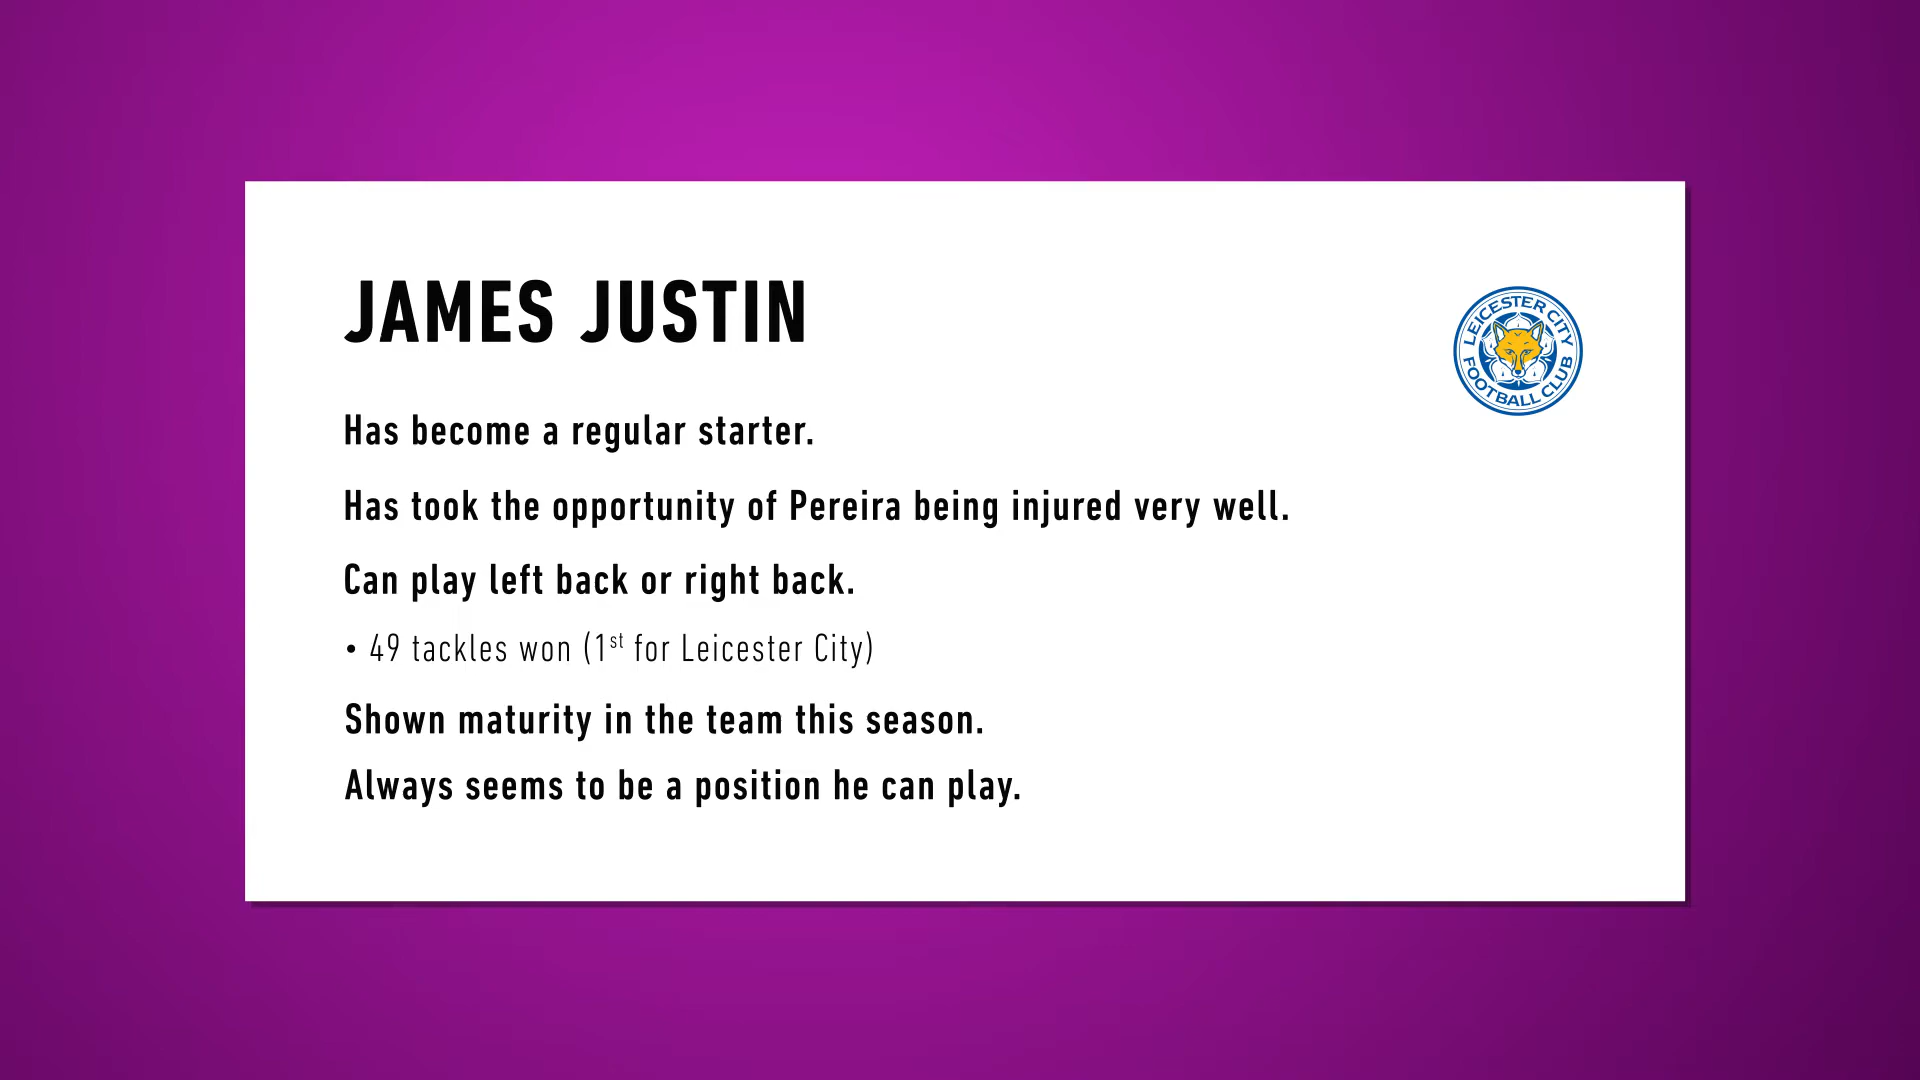 JAMES JUSTIN
LEICESTER CITY
FOOTBALL CLUB
Has become a regular starter.
Has took the opportunity of Pereira being injured very well.
Can play left back or right back.
• 49 tackles won (1st for Leicester City)
Shown maturity in the team this season.
Always seems to be a position he can play.